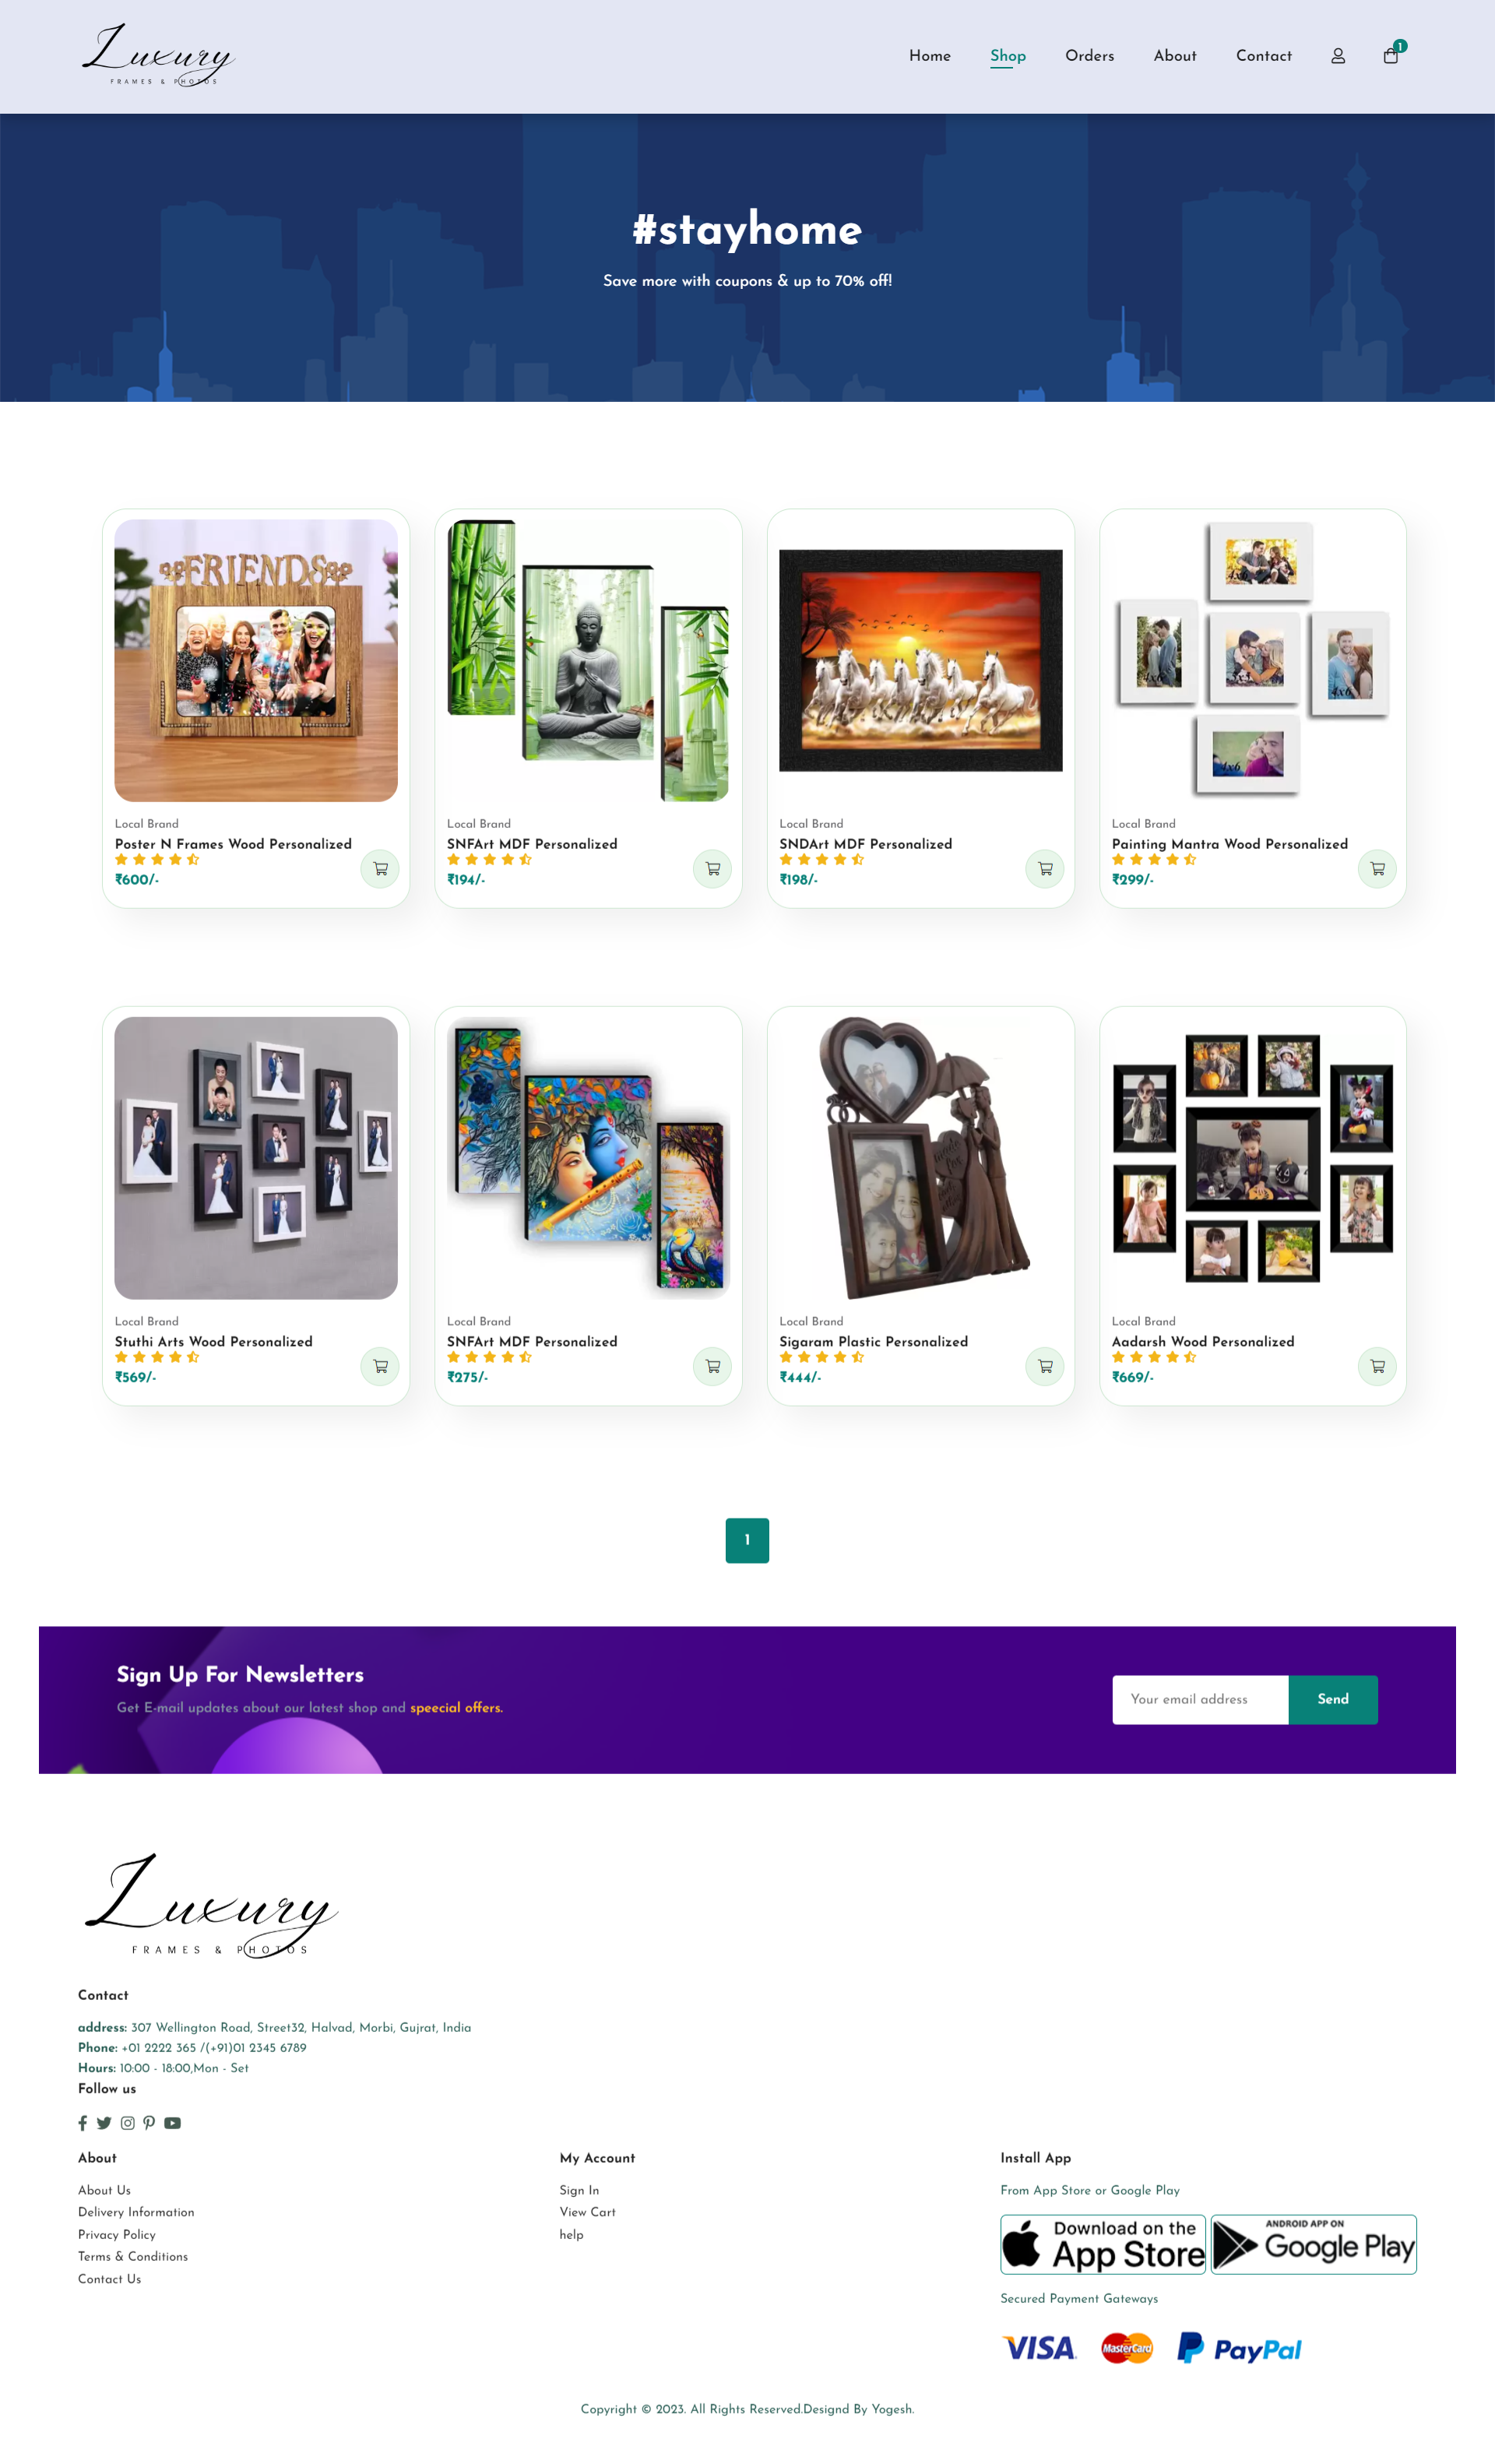 Luxury
FRAMES & PHOTOS
Home
Shop
Orders
About
Contact
1
#stayhome
Save more with coupons & up to 70% off!
FRIENDS
4x6
4x6
4x6
4x6
4x6
Local Brand
Poster N Frames Wood Personalized
₹600/-
Local Brand
SNFArt MDF Personalized
₹194/-
Local Brand
SNDArt MDF Personalized
₹198/-
Local Brand
Painting Mantra Wood Personalized
₹299/-
Local Brand
Stuthi Arts Wood Personalized
₹569/-
Local Brand
SNFArt MDF Personalized
₹275/-
Local Brand
Sigaram Plastic Personalized
₹444/-
Local Brand
Aadarsh Wood Personalized
₹669/-
1
Sign Up For Newsletters
Get E-mail updates about our latest shop and speecial offers.
Your email address
Send
Luxury
FRAMES & PHOTOS
Contact
address: 307 Wellington Road, Street32, Halvad, Morbi, Gujrat, India
Phone: +01 2222 365 /(+91)01 2345 6789
Hours: 10:00 - 18:00,Mon - Set
Follow us
About
About Us
Delivery Information
Privacy Policy
Terms & Conditions
Contact Us
My Account
Sign In
View Cart
help
Install App
From App Store or Google Play
Download on the
App Store
ANDROID APP ON
Google Play
Secured Payment Gateways
VISA
MasterCard
PayPal
Copyright © 2023. All Rights Reserved.Designd By Yogesh.